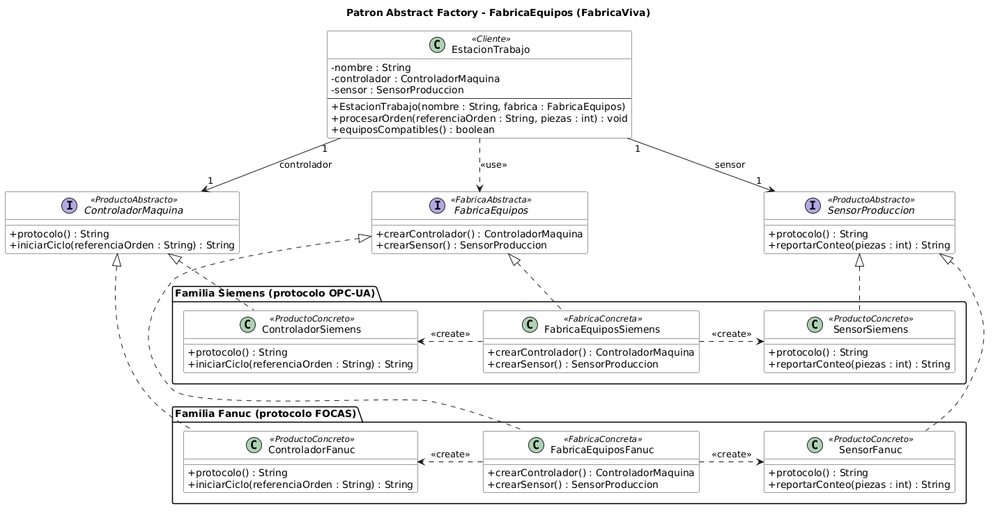 Patron Abstract Factory - FabricaEquipos (FabricaViva)
«Cliente»
C
EstacionTrabajo
-nombre : String
-controlador : ControladorMaquina
-sensor : SensorProduccion
+EstacionTrabajo(nombre : String, fabrica : FabricaEquipos)
+procesarOrden(referenciaOrden : String, piezas : int) : void
+equiposCompatibles() : boolean
1
1
controlador
«use»
sensor
1
1
«ProductoAbstracto»
I
ControladorMaquina
+protocolo() : String
+iniciarCiclo(referenciaOrden : String) : String
«FabricaAbstracta»
I
FabricaEquipos
+crearControlador() : ControladorMaquina
+crearSensor() : SensorProduccion
«ProductoAbstracto»
I
SensorProduccion
+protocolo() : String
+reportarConteo(piezas : int) : String
Familia Siemens (protocolo OPC-UA)
«ProductoConcreto»
C
ControladorSiemens
+protocolo() : String
+iniciarCiclo(referenciaOrden : String) : String
«create»
«FabricaConcreta»
C
FabricaEquiposSiemens
+crearControlador() : ControladorMaquina
+crearSensor() : SensorProduccion
«create»
«ProductoConcreto»
C
SensorSiemens
+protocolo() : String
+reportarConteo(piezas : int) : String
Familia Fanuc (protocolo FOCAS)
«ProductoConcreto»
C
ControladorFanuc
+protocolo() : String
+iniciarCiclo(referenciaOrden : String) : String
«create»
«FabricaConcreta»
C
FabricaEquiposFanuc
+crearControlador() : ControladorMaquina
+crearSensor() : SensorProduccion
«create»
«ProductoConcreto»
C
SensorFanuc
+protocolo() : String
+reportarConteo(piezas : int) : String